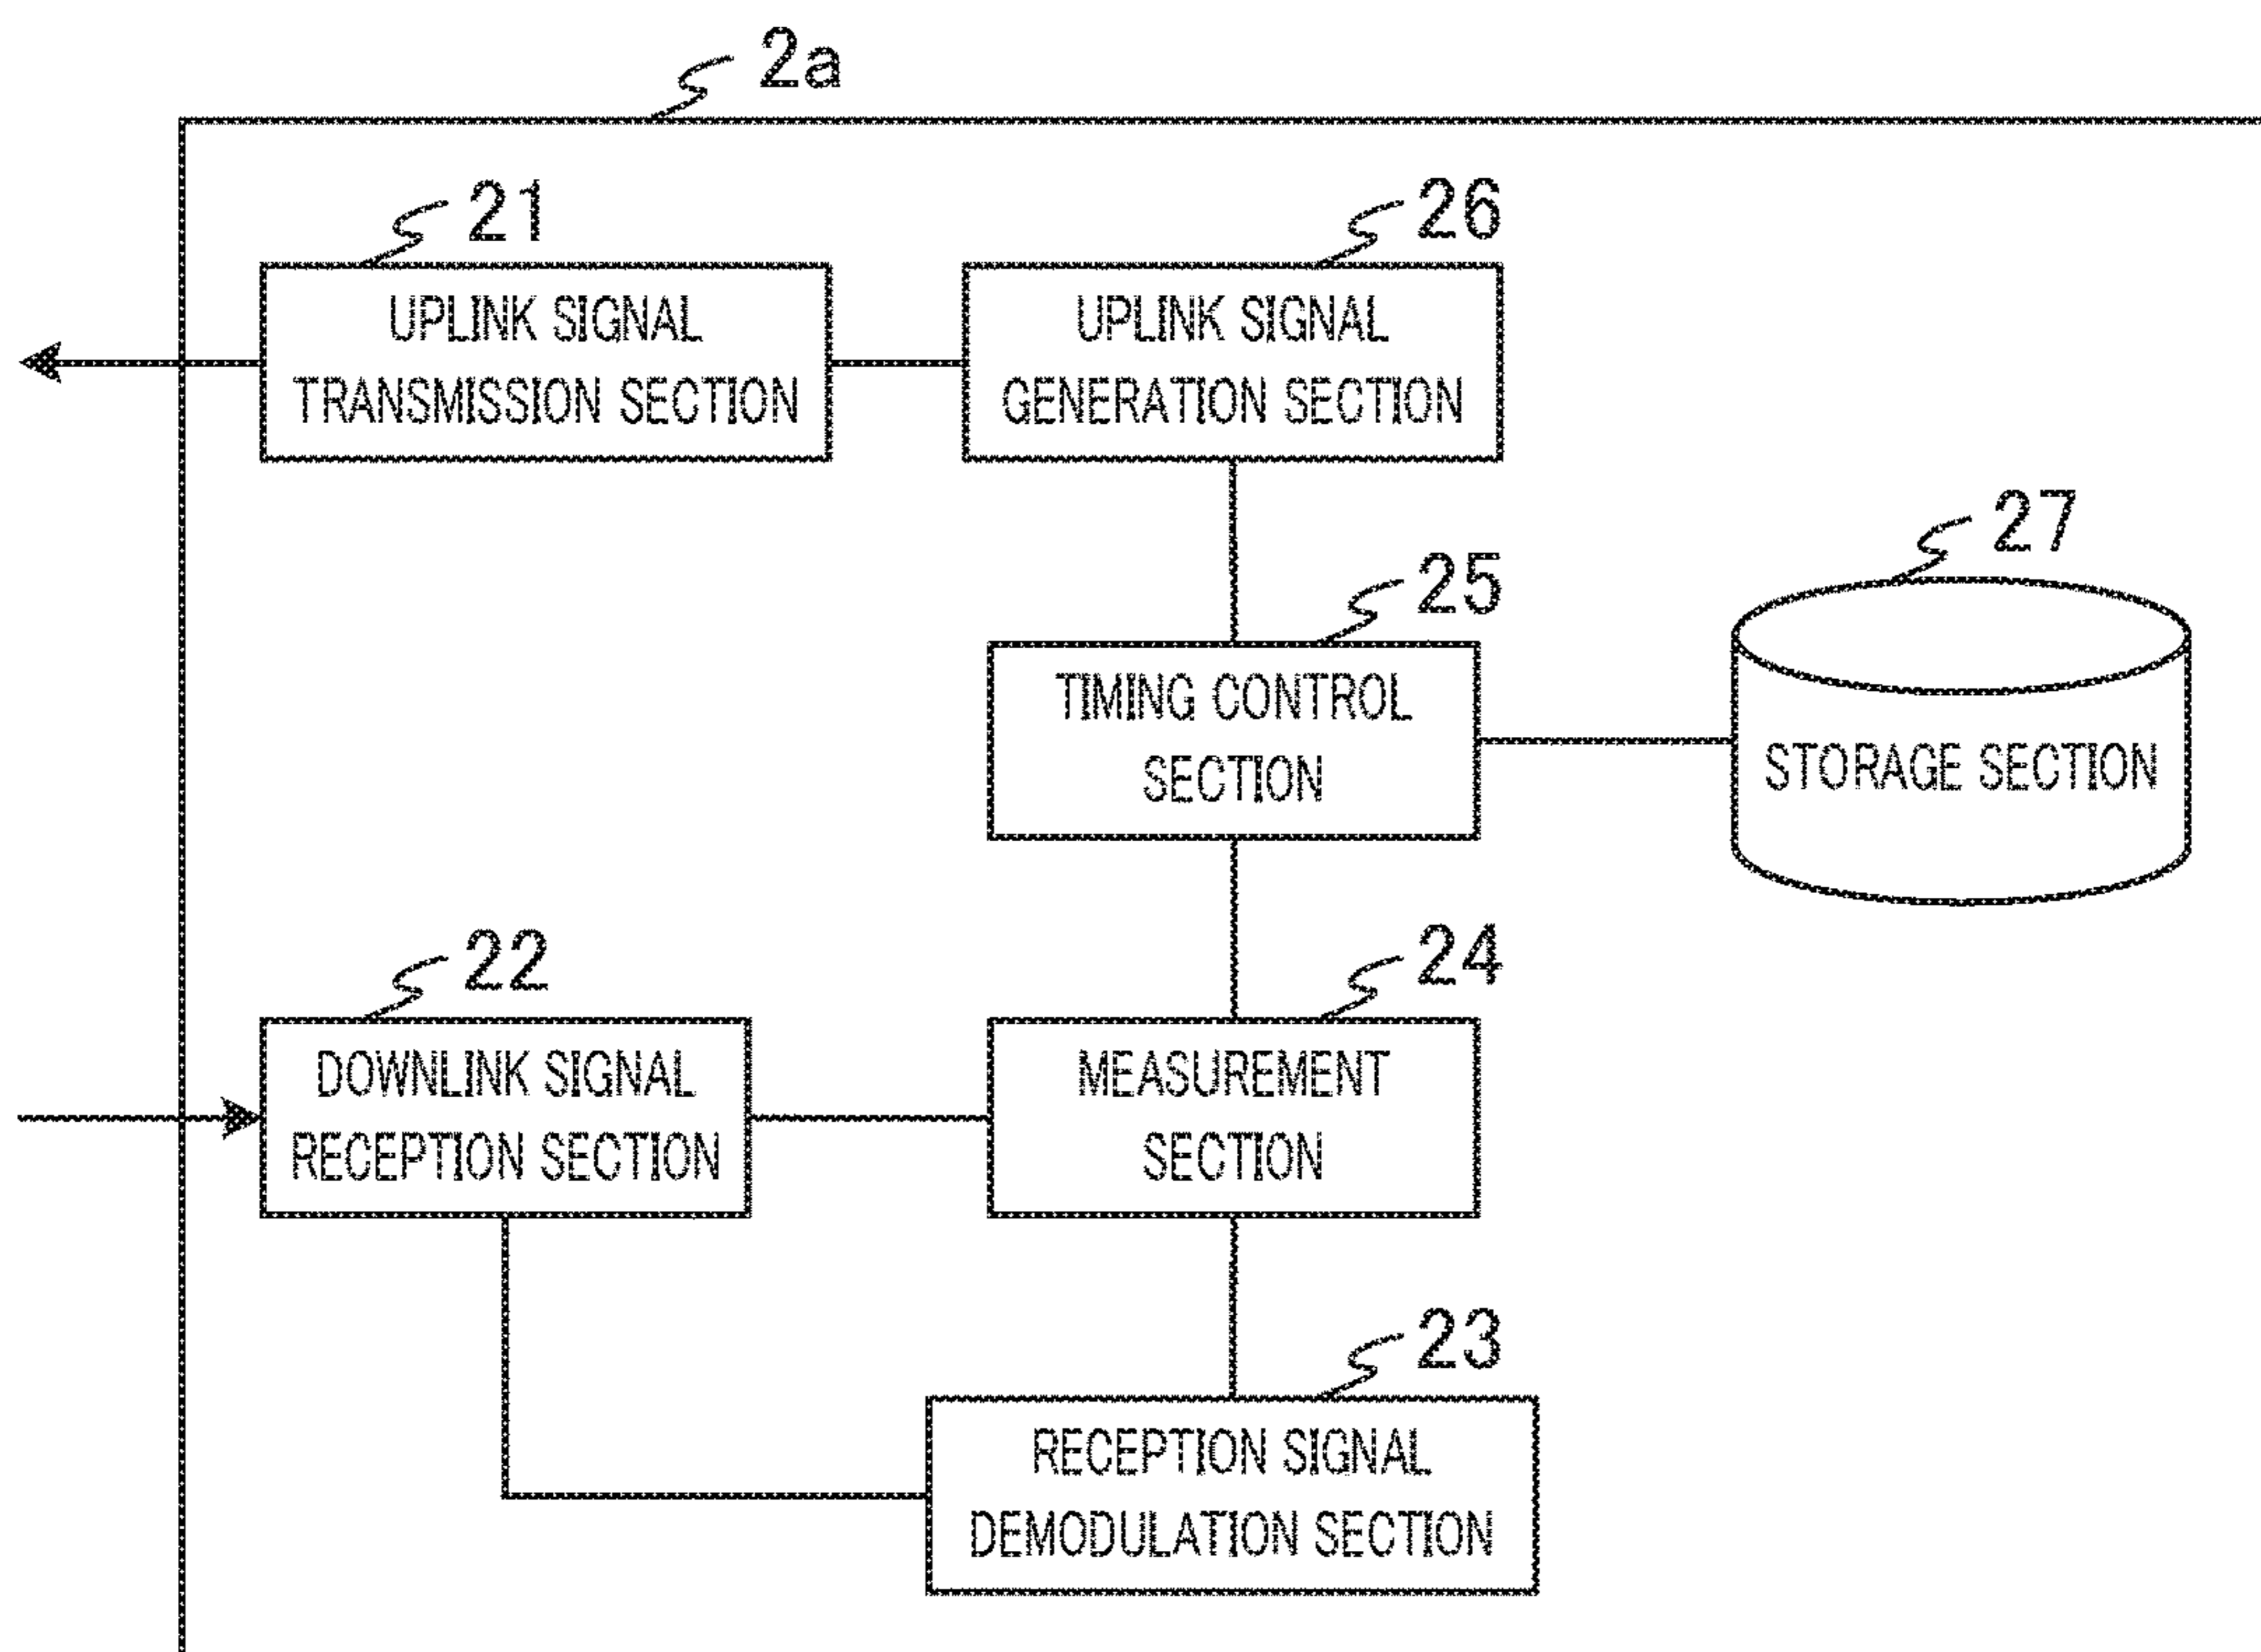 2a
21
UPLINK SIGNAL
TRANSMISSION SECTION
26
UPLINK SIGNAL
GENERATION SECTION
25
TIMING CONTROL
SECTION
27
STORAGE SECTION
22
DOWNLINK SIGNAL
RECEPTION SECTION
24
MEASUREMENT
SECTION
23
RECEPTION SIGNAL
DEMODULATION SECTION